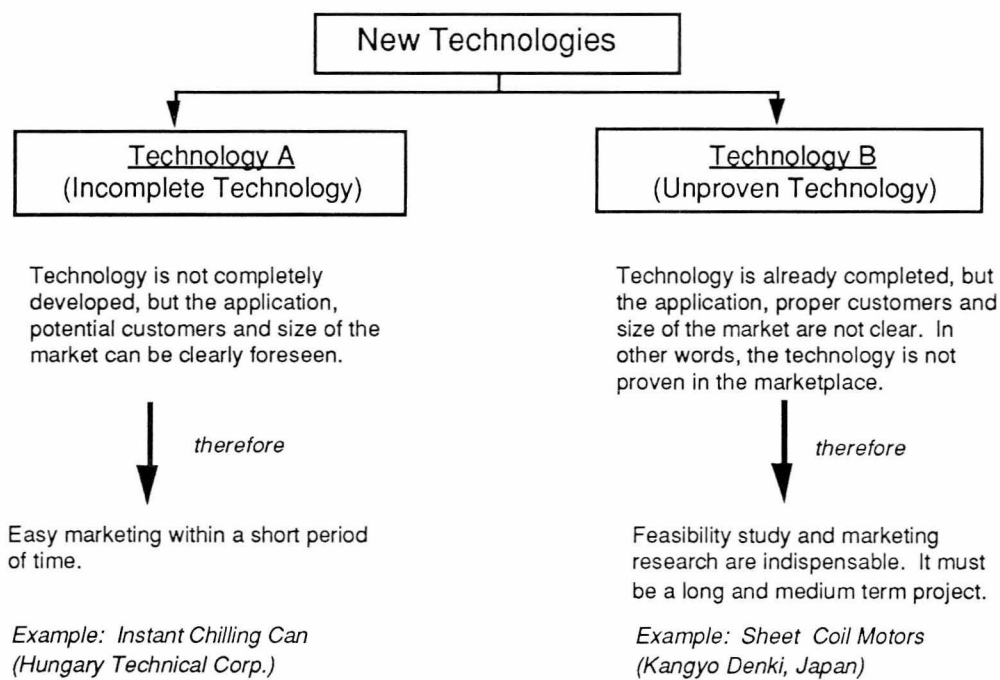 New Technologies
Technology A
(Incomplete Technology)
Technology is not completely
developed, but the application,
potential customers and size of the
market can be clearly foreseen.
therefore
Easy marketing within a short period
of time.
Example: Instant Chilling Can
(Hungary Technical Corp.)
Technology B
(Unproven Technology)
Technology is already completed, but
the application, proper customers and
size of the market are not clear. In
other words, the technology is not
proven in the marketplace.
therefore
Feasibility study and marketing
research are indispensable. It must
be a long and medium term project.
Example: Sheet Coil Motors
(Kangyo Denki, Japan)